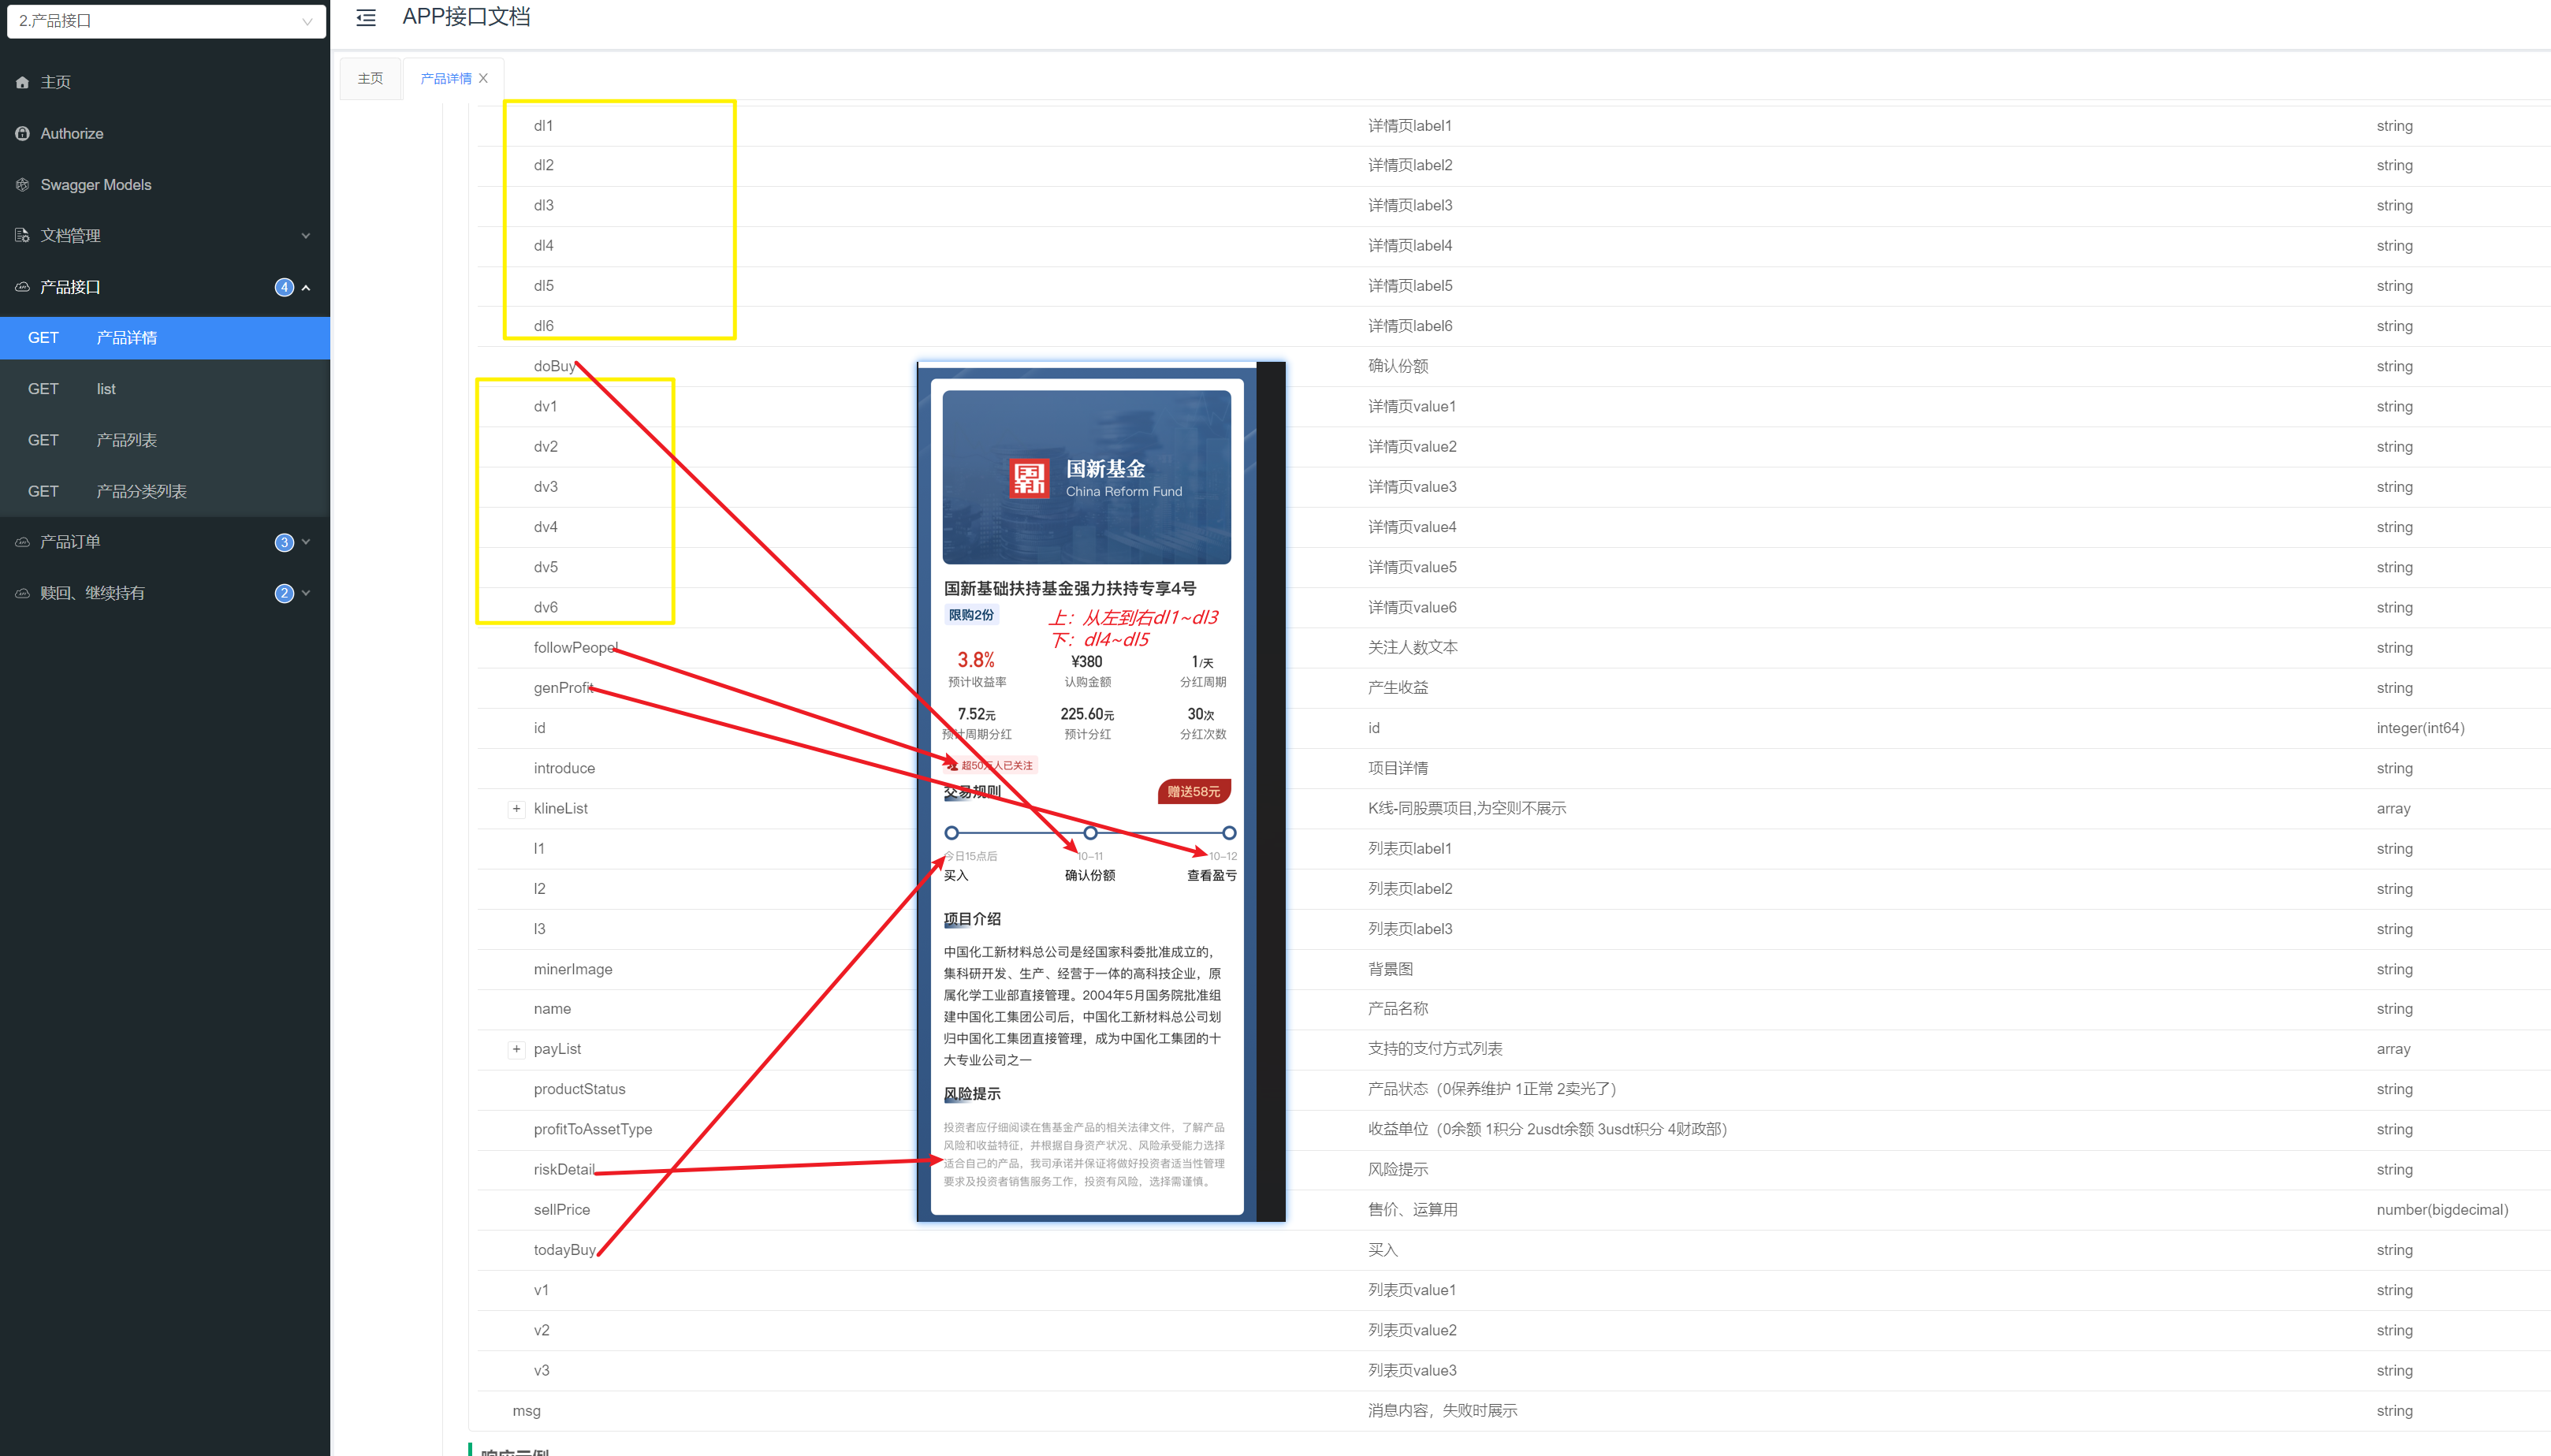 2.产品接口
APP接口文档
主页
Authorize
Swagger Models
文档管理
产品接口 4
GET 产品详情
GET list
GET 产品列表
GET 产品分类列表
产品订单 3
赎回、继续持有 2
主页 产品详情
dl1 详情页label1 string
dl2 详情页label2 string
dl3 详情页label3 string
dl4 详情页label4 string
dl5 详情页label5 string
dl6 详情页label6 string
doBuy 确认份额 string
dv1 详情页value1 string
dv2 详情页value2 string
dv3 详情页value3 string
dv4 详情页value4 string
dv5 详情页value5 string
dv6 详情页value6 string
followPeopel 关注人数文本 string
genProfit 产生收益 string
id id integer(int64)
introduce 项目详情 string
+ klineList K线-同股票项目,为空则不展示 array
l1 列表页label1 string
l2 列表页label2 string
l3 列表页label3 string
minerImage 背景图 string
name 产品名称 string
+ payList 支持的支付方式列表 array
productStatus 产品状态（0保养维护 1正常 2卖光了） string
profitToAssetType 收益单位（0余额 1积分 2usdt余额 3usdt积分 4财政部） string
riskDetail 风险提示 string
sellPrice 售价、运算用 number(bigdecimal)
todayBuy 买入 string
v1 列表页value1 string
v2 列表页value2 string
v3 列表页value3 string
msg 消息内容，失败时展示 string
响应示例
国新
国新基金
China Reform Fund
国新基础扶持基金强力扶持专享4号
限购2份
上：从左到右dl1~dl3
下：dl4~dl5
3.8% ¥380 1/天
预计收益率 认购金额 分红周期
7.52元 225.60元 30次
预计周期分红 预计分红 分红次数
超50万人已关注
交易规则
赠送58元
今日15点后 10-11 10-12
买入 确认份额 查看盈亏
项目介绍
中国化工新材料总公司是经国家科委批准成立的，
集科研开发、生产、经营于一体的高科技企业，原
属化学工业部直接管理。2004年5月国务院批准组
建中国化工集团公司后，中国化工新材料总公司划
归中国化工集团直接管理，成为中国化工集团的十
大专业公司之一
风险提示
投资者应仔细阅读在售基金产品的相关法律文件，了解产品
风险和收益特征，并根据自身资产状况、风险承受能力选择
适合自己的产品，我司承诺并保证将做好投资者适当性管理
要求及投资者销售服务工作，投资有风险，选择需谨慎。